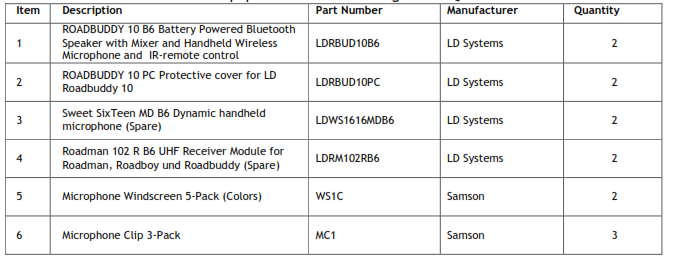 Item Description Part Number Manufacturer Quantity
ROADBUDDY 10 B6 Battery Powered Bluetooth
1 Speaker with Mixer and Handheld Wireless LDRBUD10B6 LD Systems 2
Microphone and IR-remote control
2 ROADBUDDY 10 PC Protective cover for LD LDRBUD10PC LD Systems 2
Roadbuddy 10
3 Sweet SixTeen MD B6 Dynamic handheld LDWS1616MDB6 LD Systems 2
microphone (Spare)
4 Roadman 102 R B6 UHF Receiver Module for LDRM102RB6 LD Systems 2
Roadman, Roadboy und Roadbuddy (Spare)
5 Microphone Windscreen 5-Pack (Colors) WS1C Samson 2
6 Microphone Clip 3-Pack MC1 Samson 3